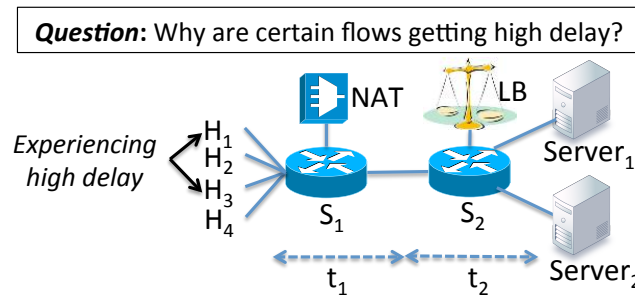 Question: Why are certain flows getting high delay?
NAT
LB
Experiencing
high delay
H1
H2
H3
H4
S1
S2
Server1
Server2
t1
t2